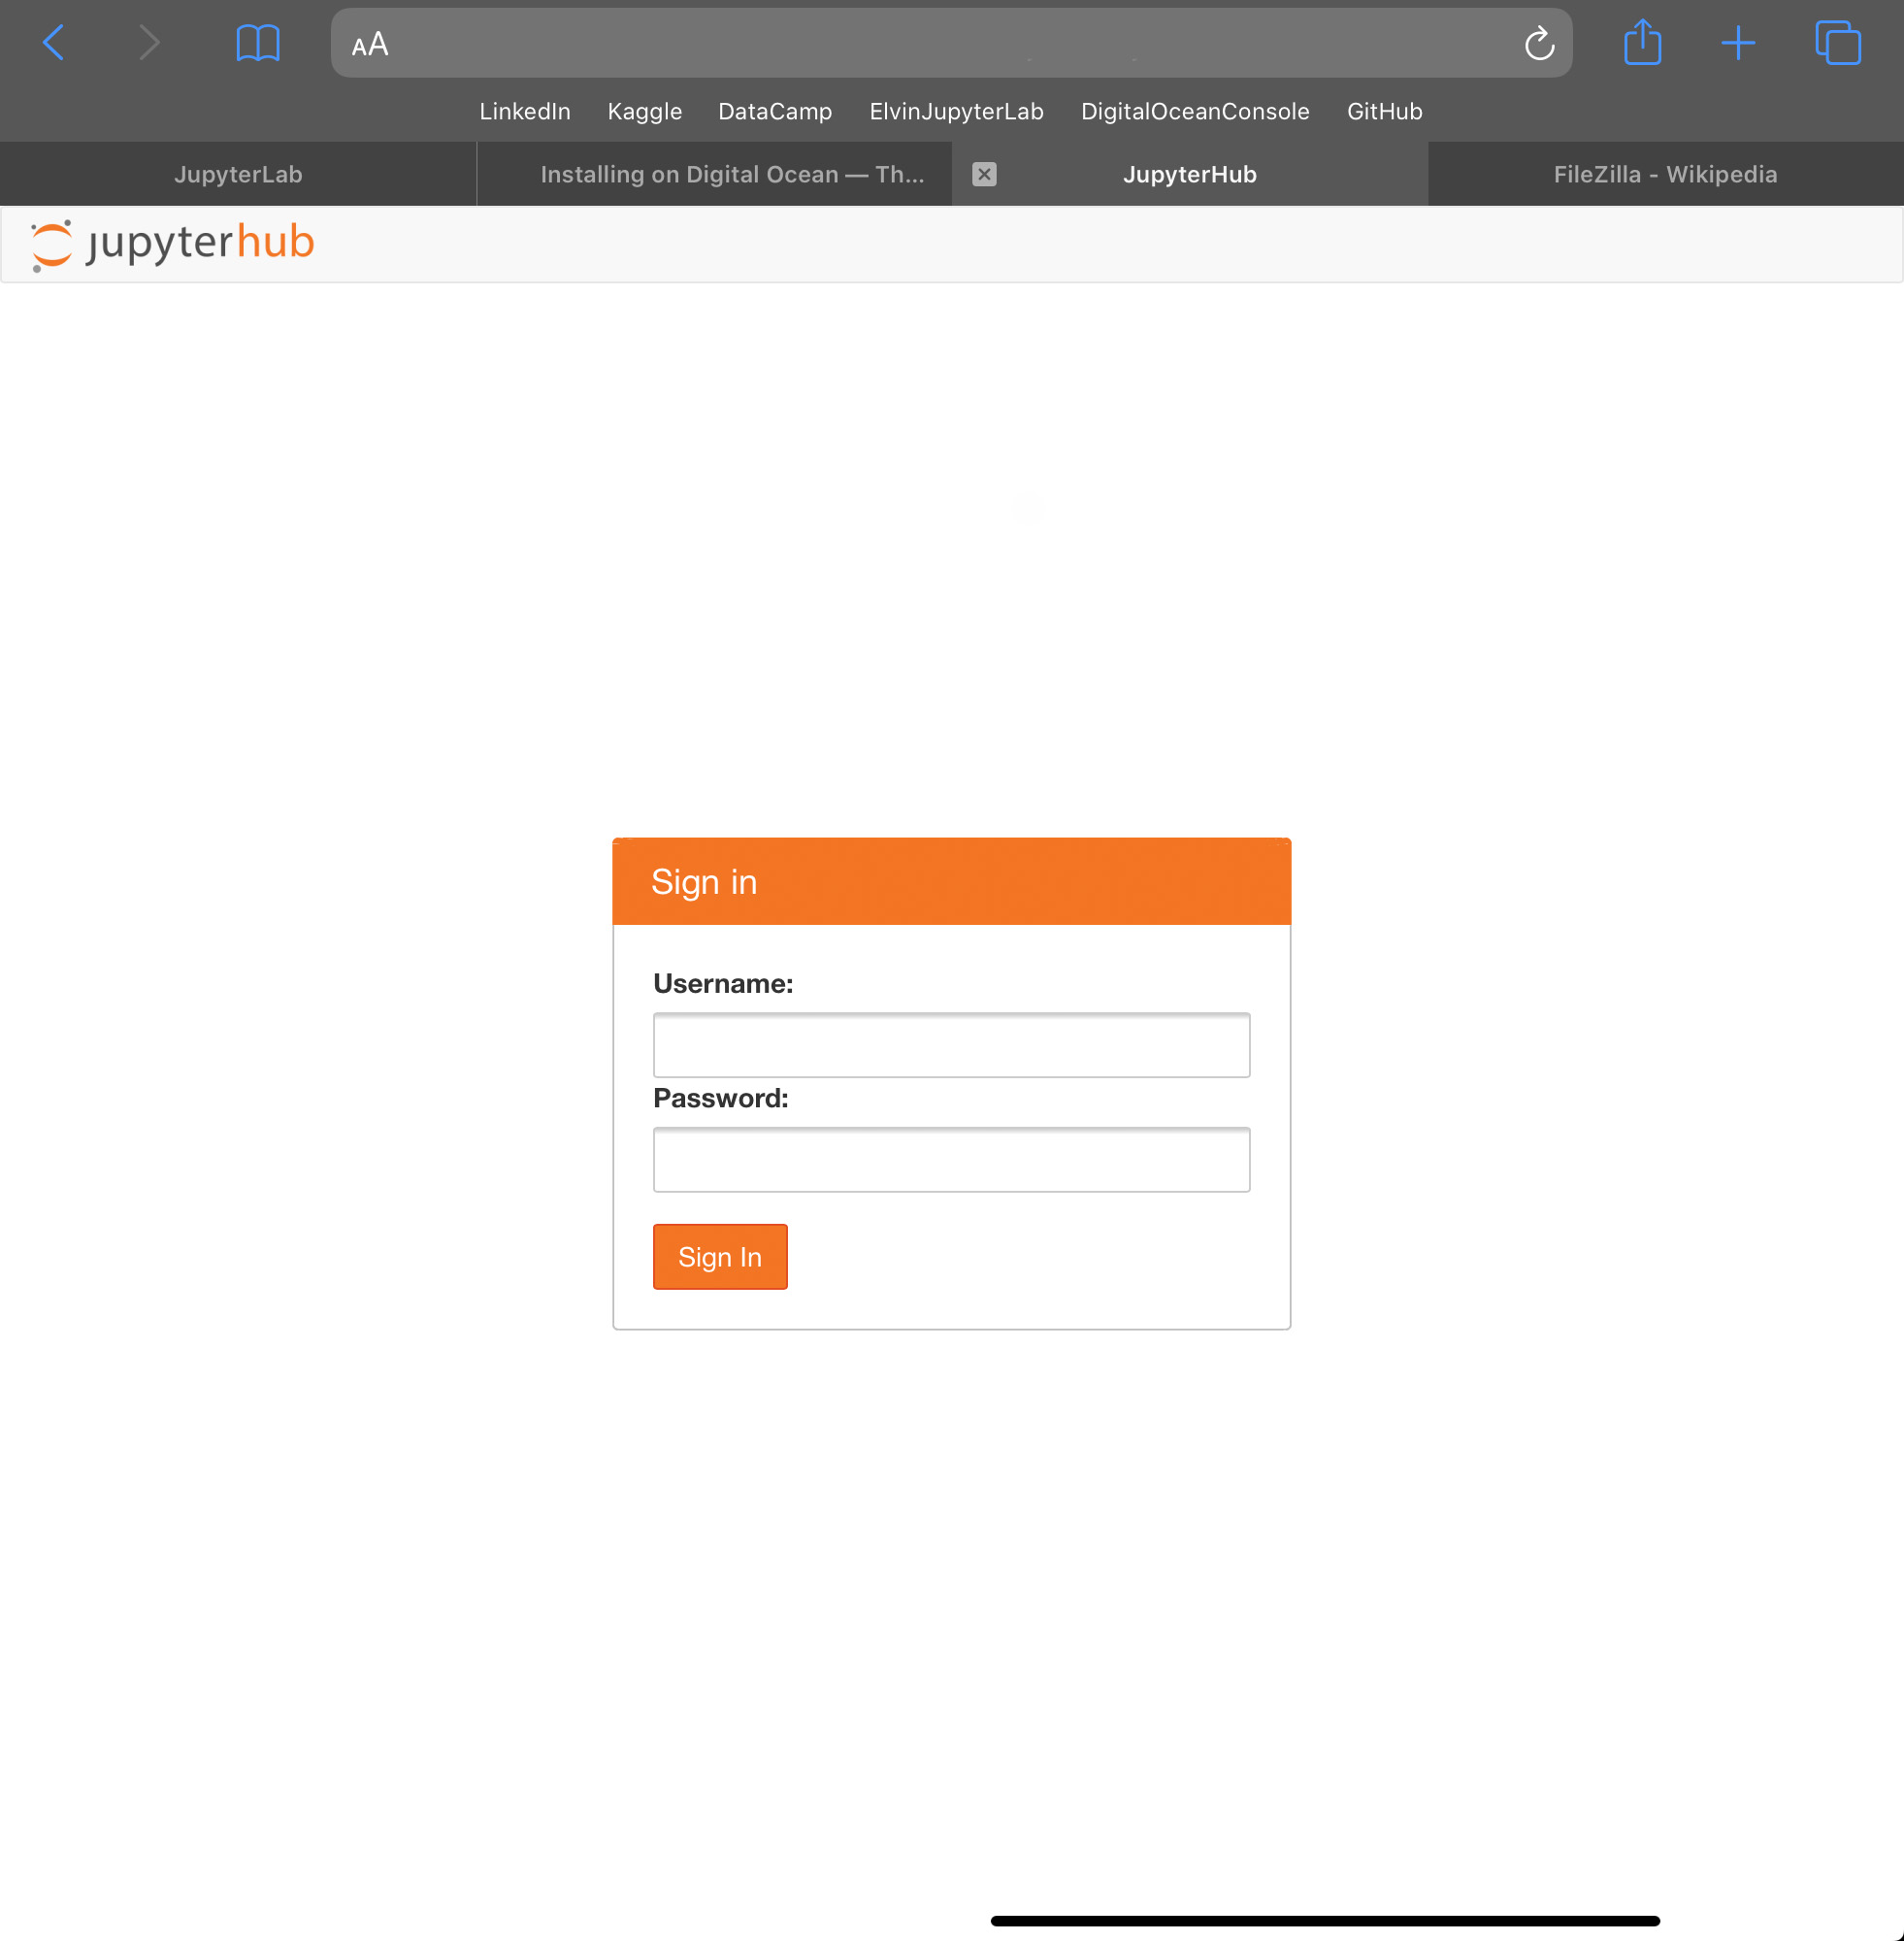 AA
LinkedIn Kaggle DataCamp ElvinJupyterLab DigitalOceanConsole GitHub
JupyterLab Installing on Digital Ocean — Th... JupyterHub FileZilla - Wikipedia
jupyterhub
Sign in
Username:
Password:
Sign In